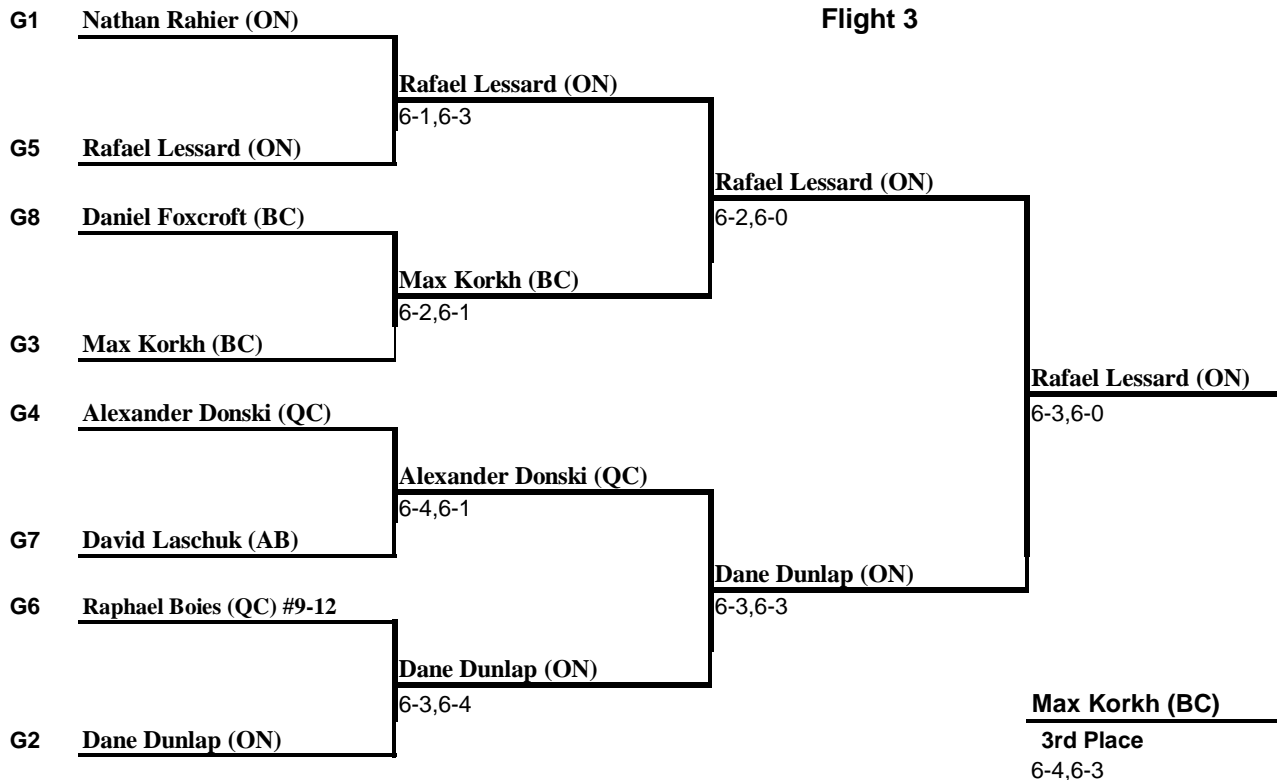 G1 Nathan Rahier (ON)
Flight 3
Rafael Lessard (ON)
6-1,6-3
G5 Rafael Lessard (ON)
Rafael Lessard (ON)
6-2,6-0
G8 Daniel Foxcroft (BC)
Max Korkh (BC)
6-2,6-1
G3 Max Korkh (BC)
Rafael Lessard (ON)
6-3,6-0
G4 Alexander Donski (QC)
Alexander Donski (QC)
6-4,6-1
G7 David Laschuk (AB)
Dane Dunlap (ON)
6-3,6-3
G6 Raphael Boies (QC) #9-12
Dane Dunlap (ON)
6-3,6-4
G2 Dane Dunlap (ON)
Max Korkh (BC)
3rd Place
6-4,6-3